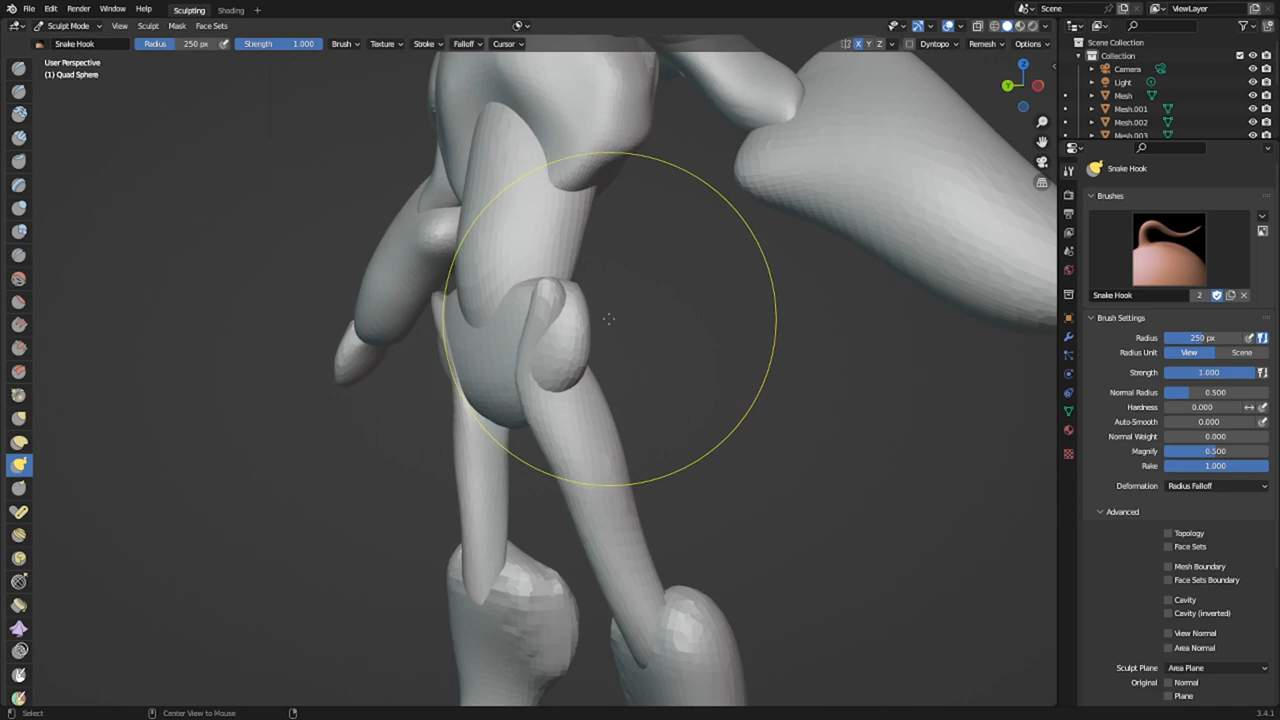 File Edit Render Window Help Sculpting Shading + Scene ViewLayer
Sculpt Mode View Sculpt Mask Face Sets
Snake Hook Radius 250 px Strength 1.000 Brush Texture Stroke Falloff Cursor X Y Z Dyntopo Remesh Options
User Perspective
(1) Quad Sphere
Z
Y
Scene Collection
Collection
Camera
Light
Mesh
Mesh.001
Mesh.002
Mesh.003
Snake Hook
Brushes
Snake Hook 2
Brush Settings
Radius 250 px
Radius Unit View Scene
Strength 1.000
Normal Radius 0.500
Hardness 0.000
Auto-Smooth 0.000
Normal Weight 0.000
Magnify 0.500
Rake 1.000
Deformation Radius Falloff
Advanced
Topology
Face Sets
Mesh Boundary
Face Sets Boundary
Cavity
Cavity (inverted)
View Normal
Area Normal
Sculpt Plane Area Plane
Original Normal
Plane
Select Center View to Mouse 3.4.1